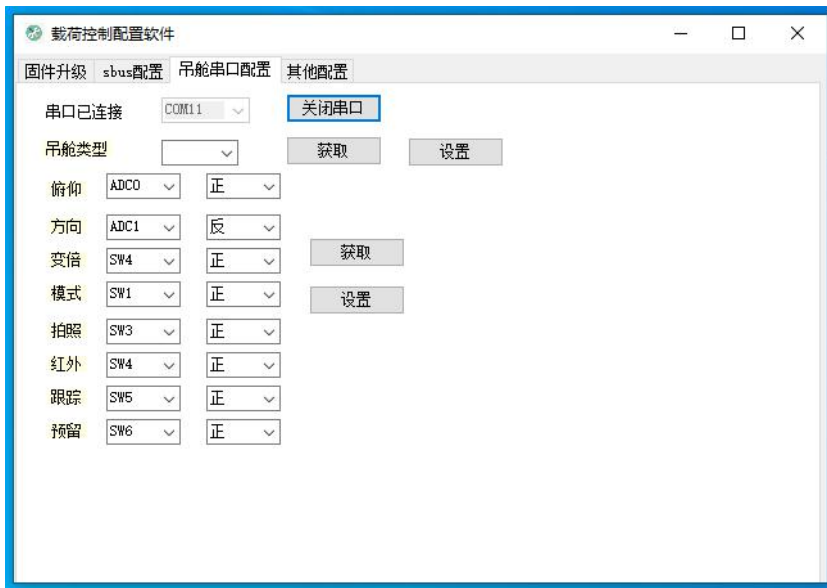 载荷控制配置软件
固件升级 sbus配置 吊舱串口配置 其他配置
串口已连接 COM11 关闭串口
吊舱类型 获取 设置
俯仰 ADC0 正
方向 ADC1 反
变倍 SW4 正
获取
模式 SW1 正
设置
拍照 SW3 正
红外 SW4 正
跟踪 SW5 正
预留 SW6 正